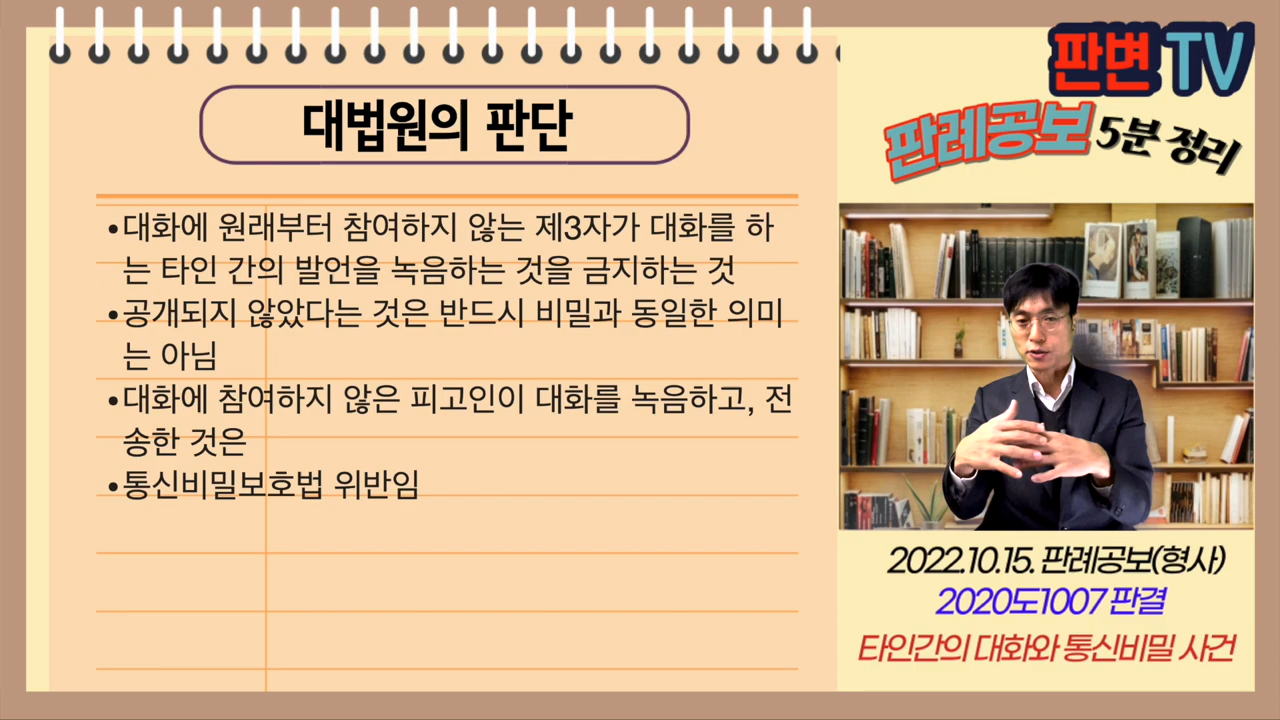 판변 TV
판례공보 5분 정리
대법원의 판단
•대화에 원래부터 참여하지 않는 제3자가 대화를 하
는 타인 간의 발언을 녹음하는 것을 금지하는 것
•공개되지 않았다는 것은 반드시 비밀과 동일한 의미
는 아님
•대화에 참여하지 않은 피고인이 대화를 녹음하고, 전
송한 것은
•통신비밀보호법 위반임
2022.10.15. 판례공보(형사)
2020도1007 판결
타인간의 대화와 통신비밀 사건